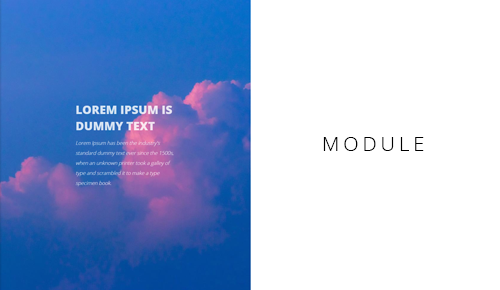 LOREM IPSUM IS
DUMMY TEXT
Lorem Ipsum has been the industry's
standard dummy text ever since the 1500s,
when an unknown printer took a galley of
type and scrambled it to make a type
specimen book.
MODULE